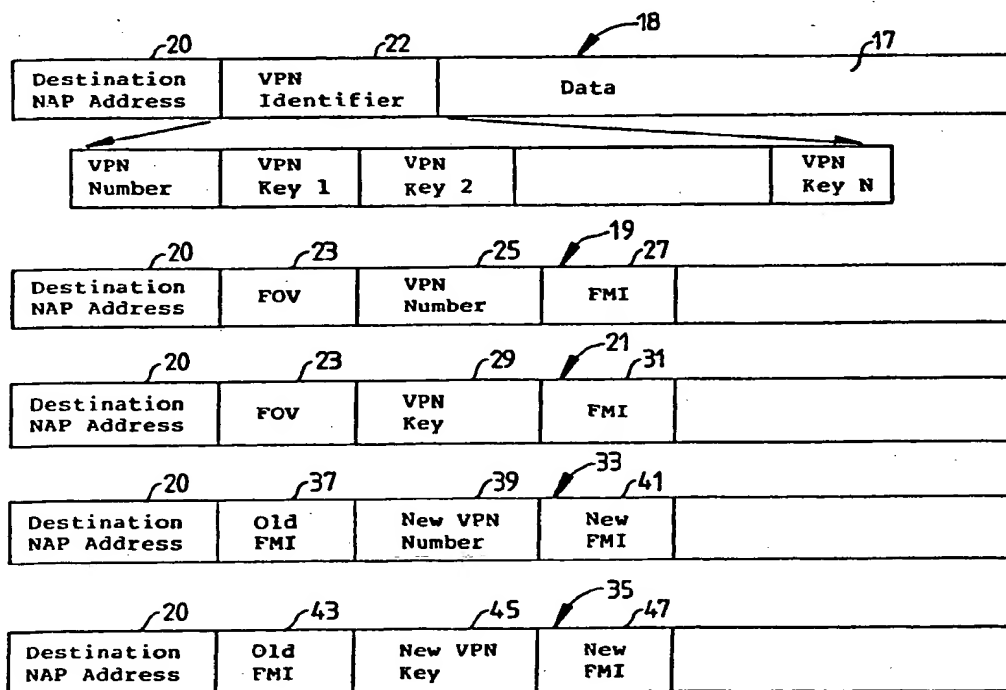 20 22 18 17
Destination NAP Address VPN Identifier Data
VPN Number VPN Key 1 VPN Key 2 VPN Key N
20 23 25 19 27
Destination NAP Address FOV VPN Number FMI
20 23 29 21 31
Destination NAP Address FOV VPN Key FMI
20 37 39 33 41
Destination NAP Address Old FMI New VPN Number New FMI
20 43 45 35 47
Destination NAP Address Old FMI New VPN Key New FMI